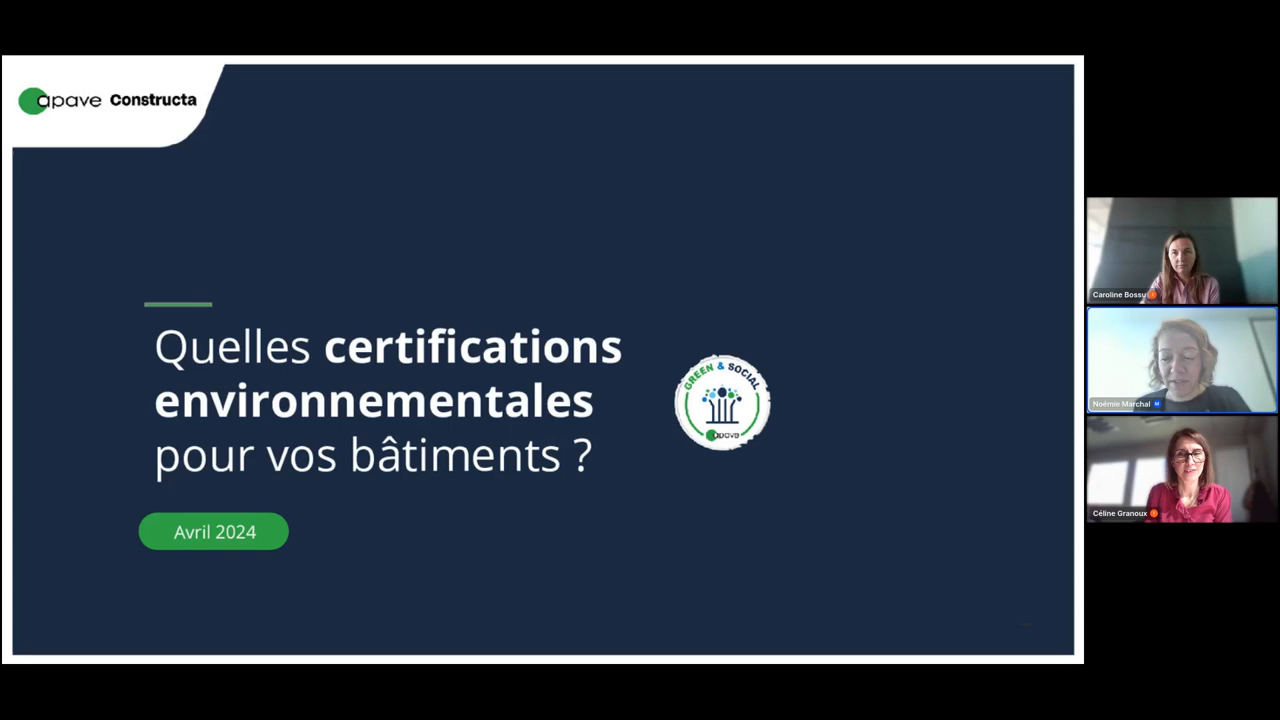 apave Constructa
Quelles certifications
environnementales
pour vos bâtiments ?
GREEN & SOCIAL
apave
Avril 2024
Caroline Bossu
Noémie Marchal M
Céline Granoux